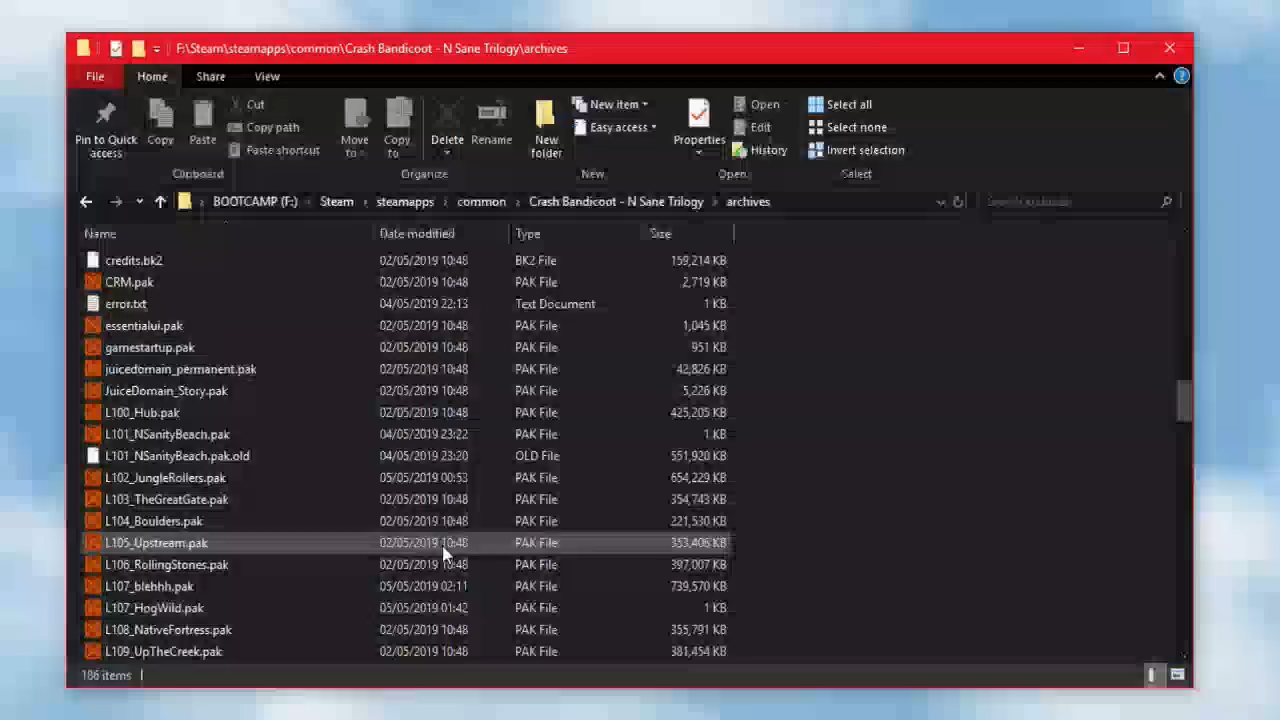 F:\Steam\steamapps\common\Crash Bandicoot - N Sane Trilogy\archives
File Home Share View
Pin to Quick access
Copy
Paste
Cut
Copy path
Paste shortcut
Move to
Copy to
Delete
Rename
New folder
New item
Easy access
Properties
Open
Edit
History
Select all
Select none
Invert selection
Clipboard Organize New Open Select
BOOTCAMP (F:) › Steam › steamapps › common › Crash Bandicoot - N Sane Trilogy › archives Search archives
Name Date modified Type Size
credits.bk2 02/05/2019 10:48 BK2 File 159,214 KB
CRM.pak 02/05/2019 10:48 PAK File 2,719 KB
error.txt 04/05/2019 22:13 Text Document 1 KB
essentialui.pak 02/05/2019 10:48 PAK File 1,045 KB
gamestartup.pak 02/05/2019 10:48 PAK File 951 KB
juicedomain_permanent.pak 02/05/2019 10:48 PAK File 42,826 KB
JuiceDomain_Story.pak 02/05/2019 10:48 PAK File 5,226 KB
L100_Hub.pak 02/05/2019 10:48 PAK File 425,205 KB
L101_NSanityBeach.pak 04/05/2019 23:22 PAK File 1 KB
L101_NSanityBeach.pak.old 04/05/2019 23:20 OLD File 551,920 KB
L102_JungleRollers.pak 05/05/2019 00:53 PAK File 654,229 KB
L103_TheGreatGate.pak 02/05/2019 10:48 PAK File 354,743 KB
L104_Boulders.pak 02/05/2019 10:48 PAK File 221,530 KB
L105_Upstream.pak 02/05/2019 10:48 PAK File 353,406 KB
L106_RollingStones.pak 02/05/2019 10:48 PAK File 397,007 KB
L107_blehhh.pak 05/05/2019 02:11 PAK File 739,570 KB
L107_HogWild.pak 05/05/2019 01:42 PAK File 1 KB
L108_NativeFortress.pak 02/05/2019 10:48 PAK File 355,791 KB
L109_UpTheCreek.pak 02/05/2019 10:48 PAK File 381,454 KB
186 items